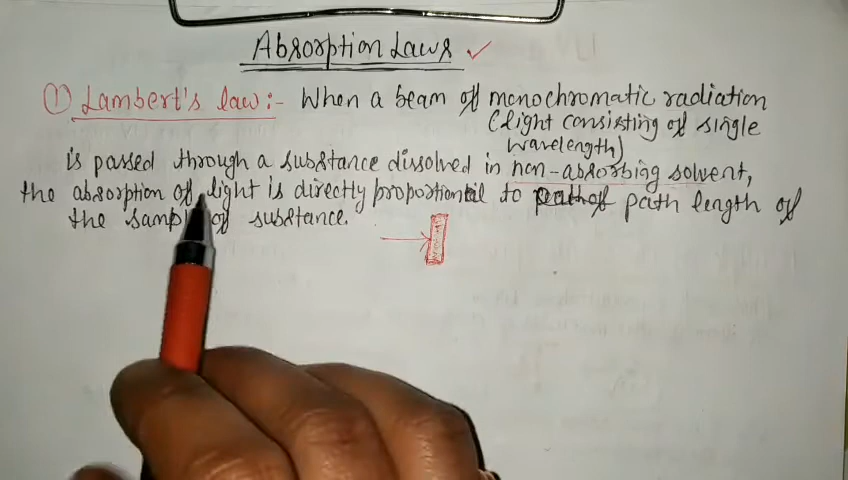 Absorption Laws
① Lambert's law:- When a beam of monochromatic radiation
(light consisting of single
wavelength)
is passed through a substance dissolved in non-absorbing solvent,
the absorption of light is directly proportional to path length of
the sample of substance.